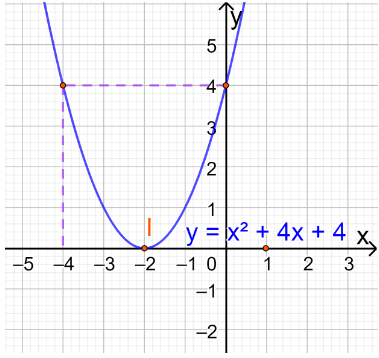 y
5
4
3
2
1
I
y = x² + 4x + 4
x
–5 –4 –3 –2 –1 0 1 2 3
–1
–2